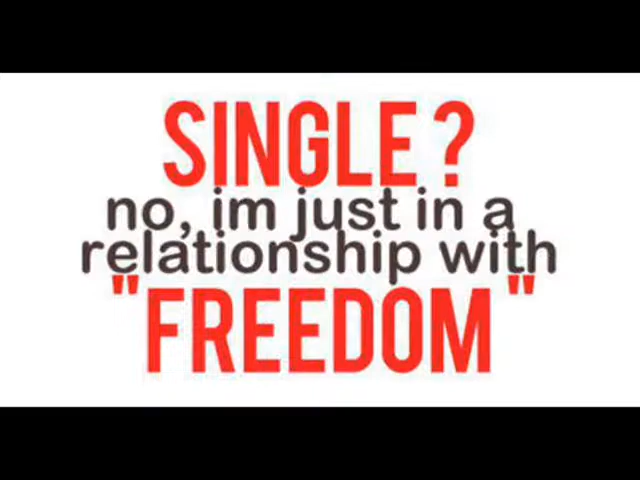 SINGLE?
no, im just in a
relationship with
"FREEDOM"